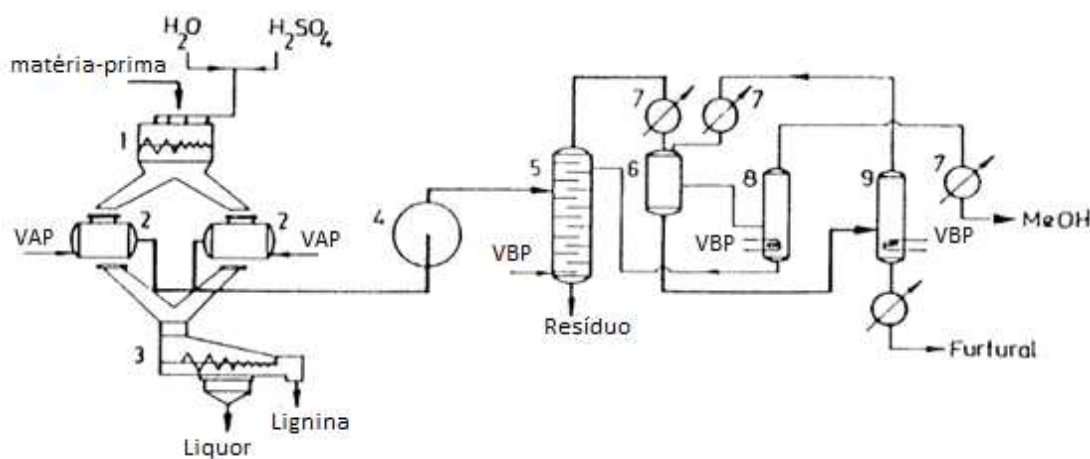 H₂O H₂SO₄
matéria-prima
1
2 2
VAP VAP
3
Lignina
Liquor
4
5
VBP
Resíduo
7 7
6
8
VBP
9
VBP
7
MeOH
Furtural